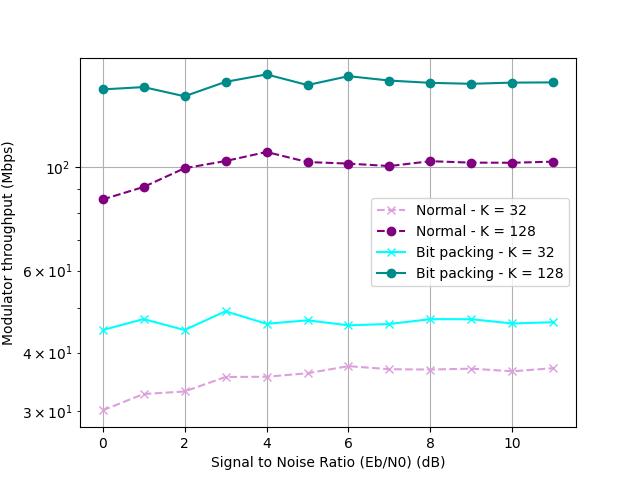 Modulator throughput (Mbps)
10²
6 × 10¹
4 × 10¹
3 × 10¹
Normal - K = 32
Normal - K = 128
Bit packing - K = 32
Bit packing - K = 128
0 2 4 6 8 10
Signal to Noise Ratio (Eb/N0) (dB)